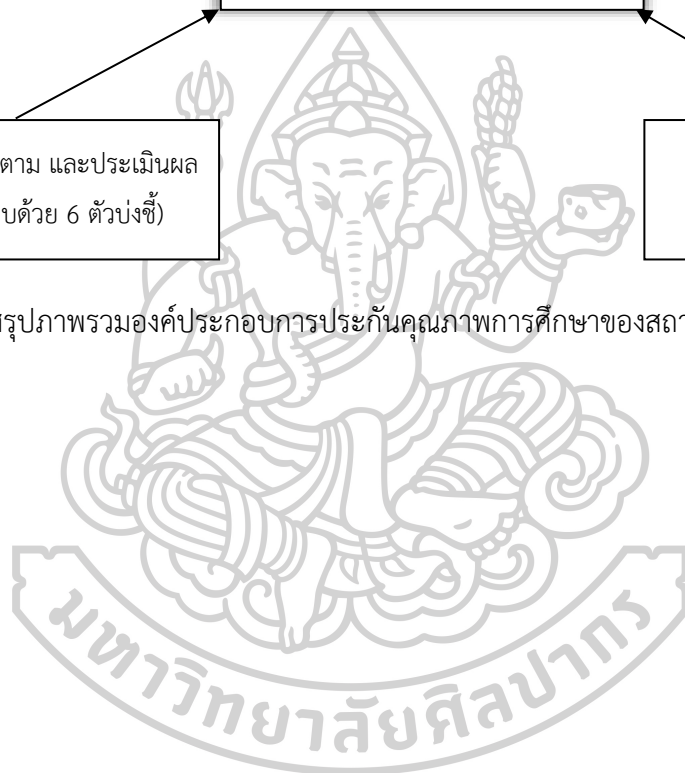 ตาม และประเมินผล
บด้วย 6 ตัวบ่งชี้)
รุปภาพรวมองค์ประกอบการประกันคุณภาพการศึกษาของสถา
มหาวิทยาลัยศิลปากร